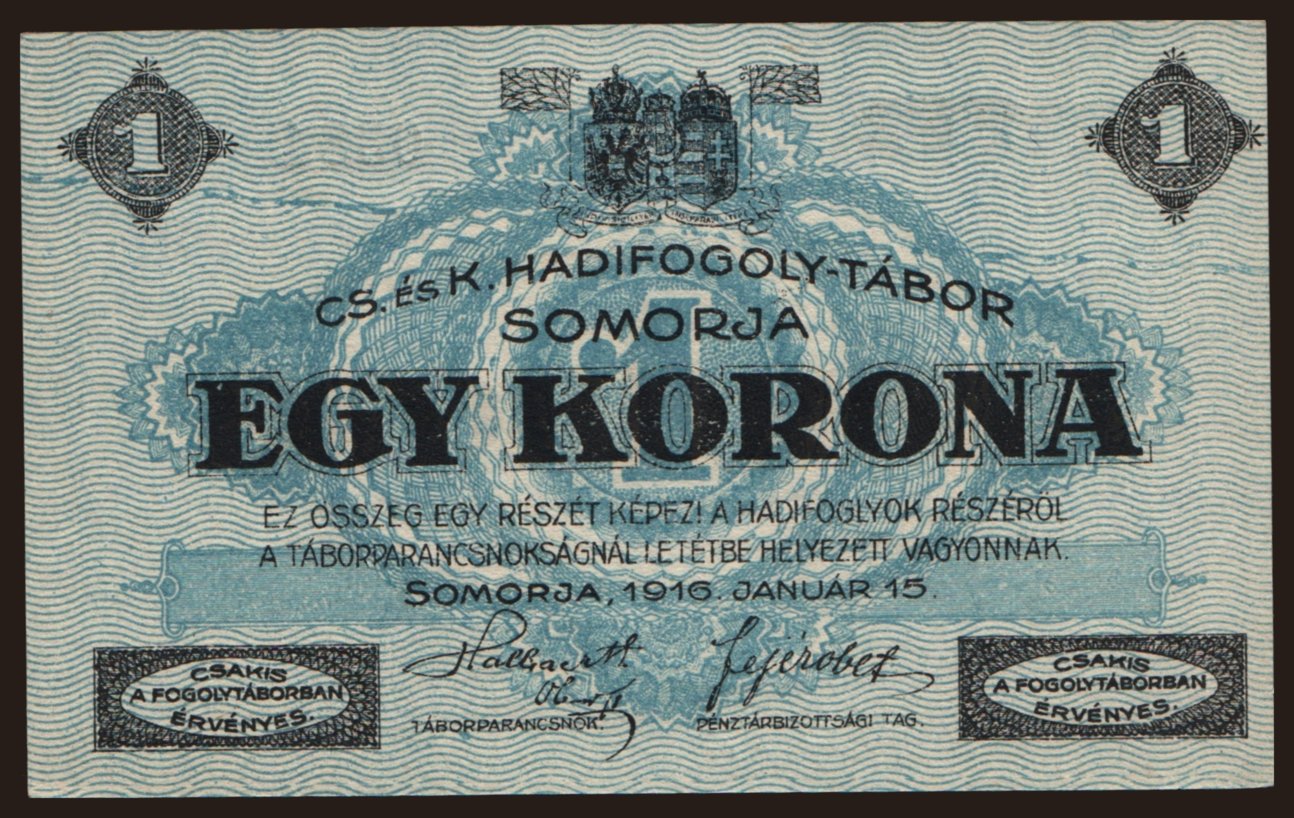 1
1
CS. ÉS K. HADIFOGOLY-TÁBOR
SOMORJA
1
EGY KORONA
EZ ÖSSZEG EGY RÉSZÉT KÉPEZI A HADIFOGLYOK RÉSZÉRŐL
A TÁBORPARANCSNOKSÁGNÁL LETÉTBE HELYEZETT VAGYONNAK.
SOMORJA, 1916. JANUÁR 15.
TÁBORPARANCSNOK.
PÉNZTÁRBIZOTTSÁGI TAG.
CSAKIS
A FOGOLYTÁBORBAN
ÉRVÉNYES.
CSAKIS
A FOGOLYTÁBORBAN
ÉRVÉNYES.